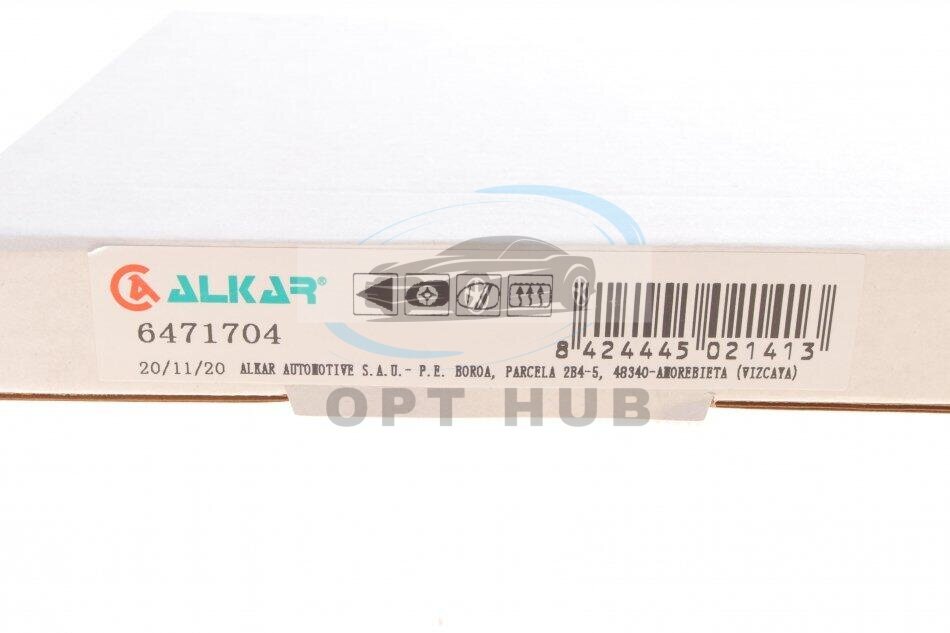 ALKAR®
6471704
8 424445 021413
20/11/20 ALKAR AUTOMOTIVE S.A.U.- P.E. BOROA, PARCELA 2B4-5, 48340-AMOREBIETA (VIZCAYA)
OPT HUB